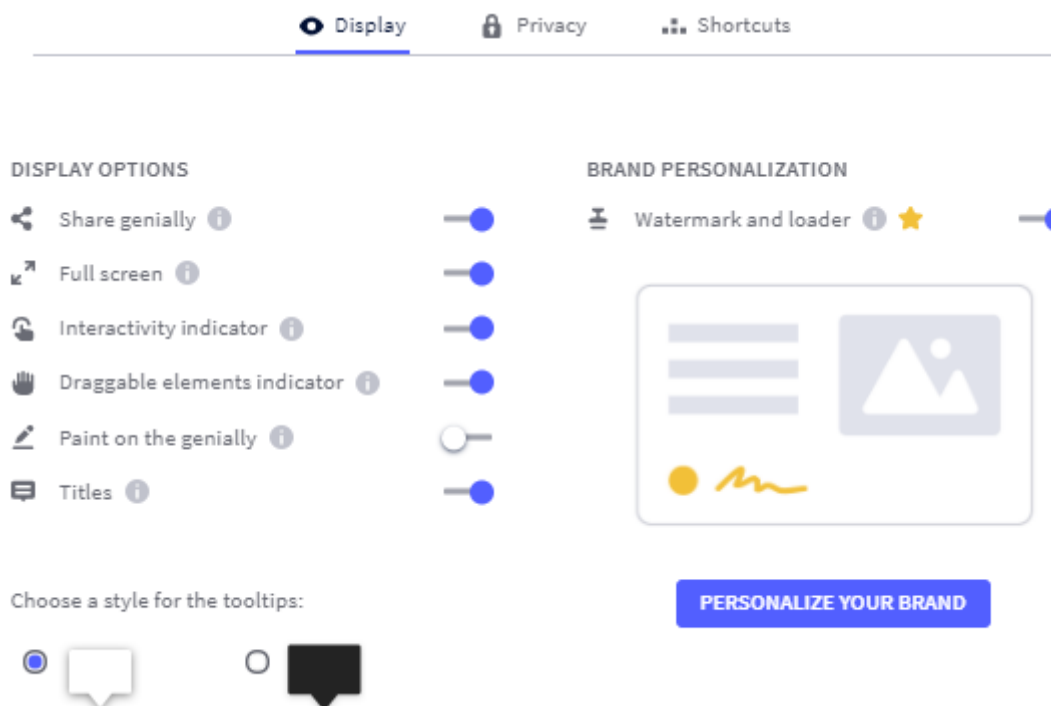 Display
Privacy
Shortcuts
DISPLAY OPTIONS
Share genially
Full screen
Interactivity indicator
Draggable elements indicator
Paint on the genially
Titles
Choose a style for the tooltips:
BRAND PERSONALIZATION
Watermark and loader
PERSONALIZE YOUR BRAND